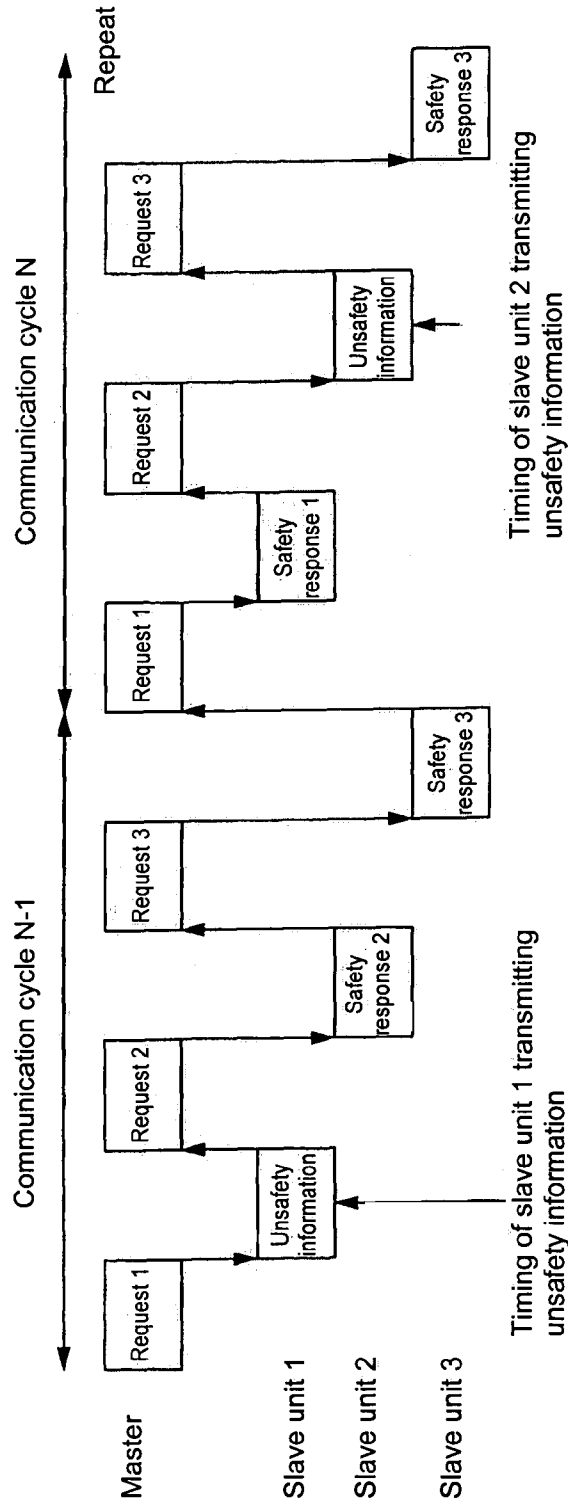 Communication cycle N-1
Communication cycle N
Repeat
Master
Request 1
Request 2
Request 3
Request 1
Request 2
Request 3
Slave unit 1
Unsafety
information
Safety
response 1
Slave unit 2
Safety
response 2
Unsafety
information
Slave unit 3
Safety
response 3
Safety
response 3
Timing of slave unit 1 transmitting
unsafety information
Timing of slave unit 2 transmitting
unsafety information